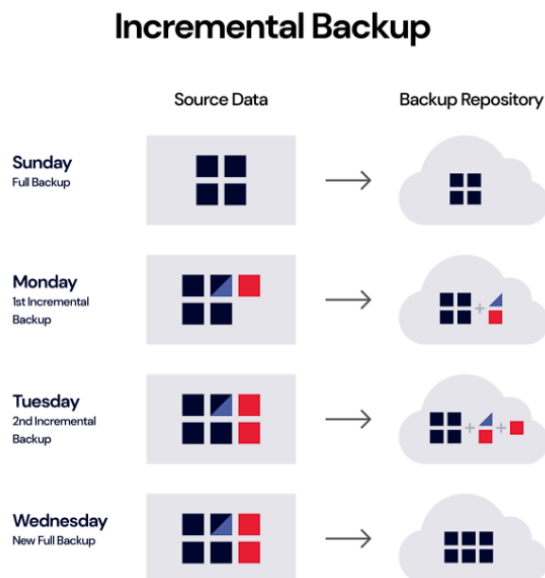 Incremental Backup
Source Data
Backup Repository
Sunday
Full Backup
Monday
1st Incremental
Backup
+
Tuesday
2nd Incremental
Backup
+ +
Wednesday
New Full Backup